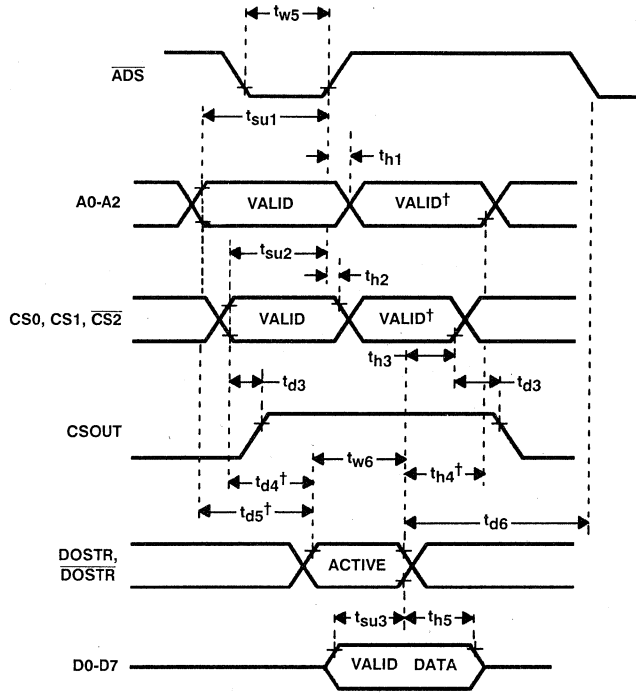 tw5
ADS
tsu1
th1
A0-A2 VALID VALID†
tsu2
th2
CS0, CS1, CS2 VALID VALID†
th3
td3 td3
CSOUT
tw6
td4† th4†
td5† td6
DOSTR,
DOSTR
ACTIVE
tsu3 th5
D0-D7 VALID DATA